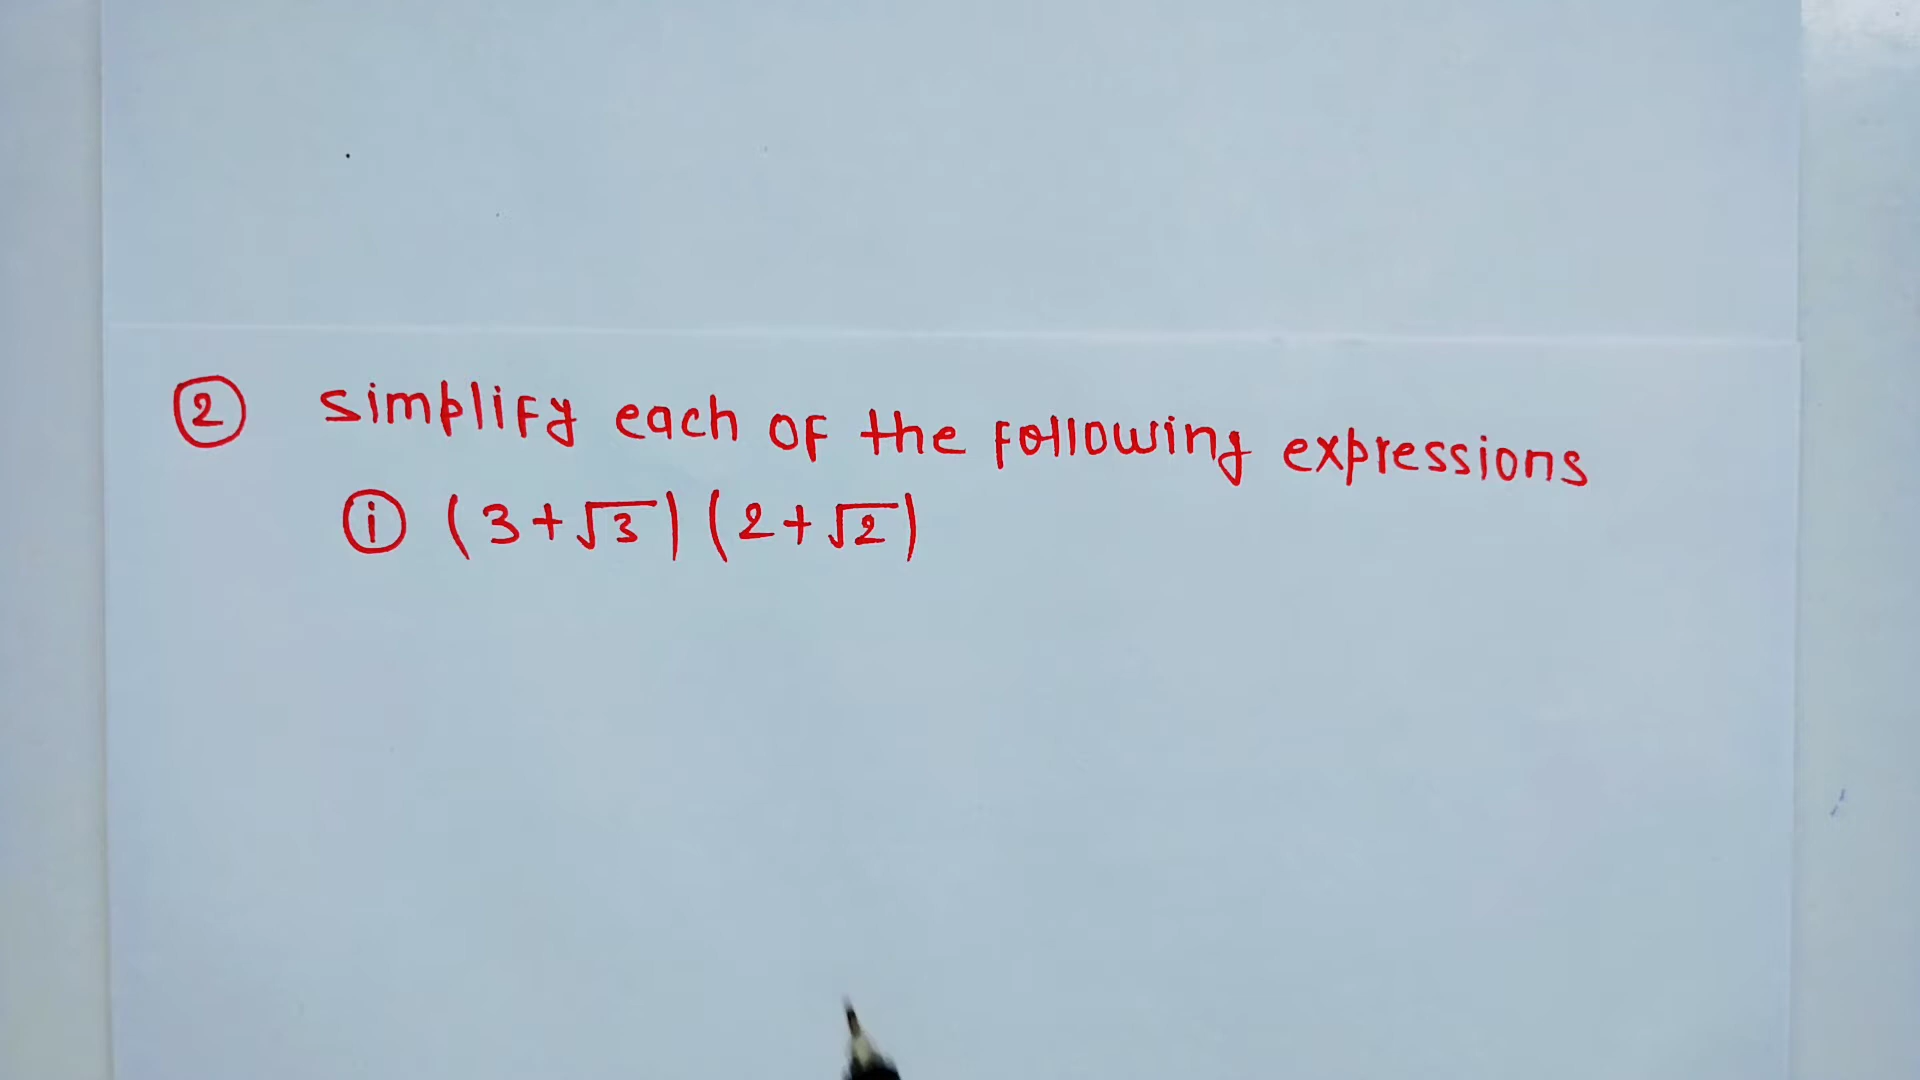 ② simplify each of the following expressions
ⓘ (3+√3) (2+√2)